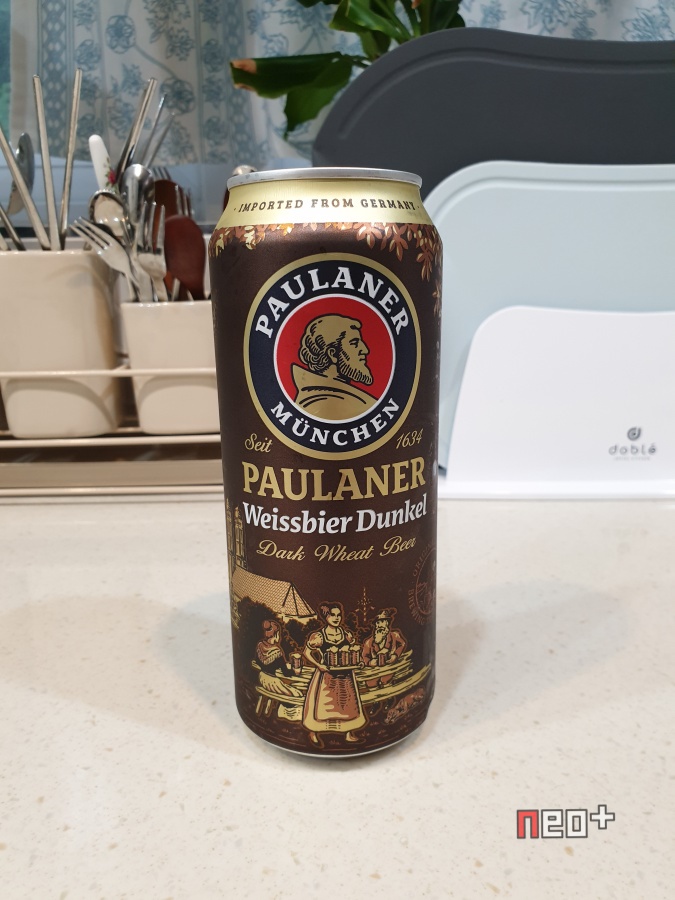 IMPORTED FROM GERMANY
PAULANER
MÜNCHEN
Seit 1634
PAULANER
Weissbier Dunkel
Dark Wheat Beer
doblé
neo+